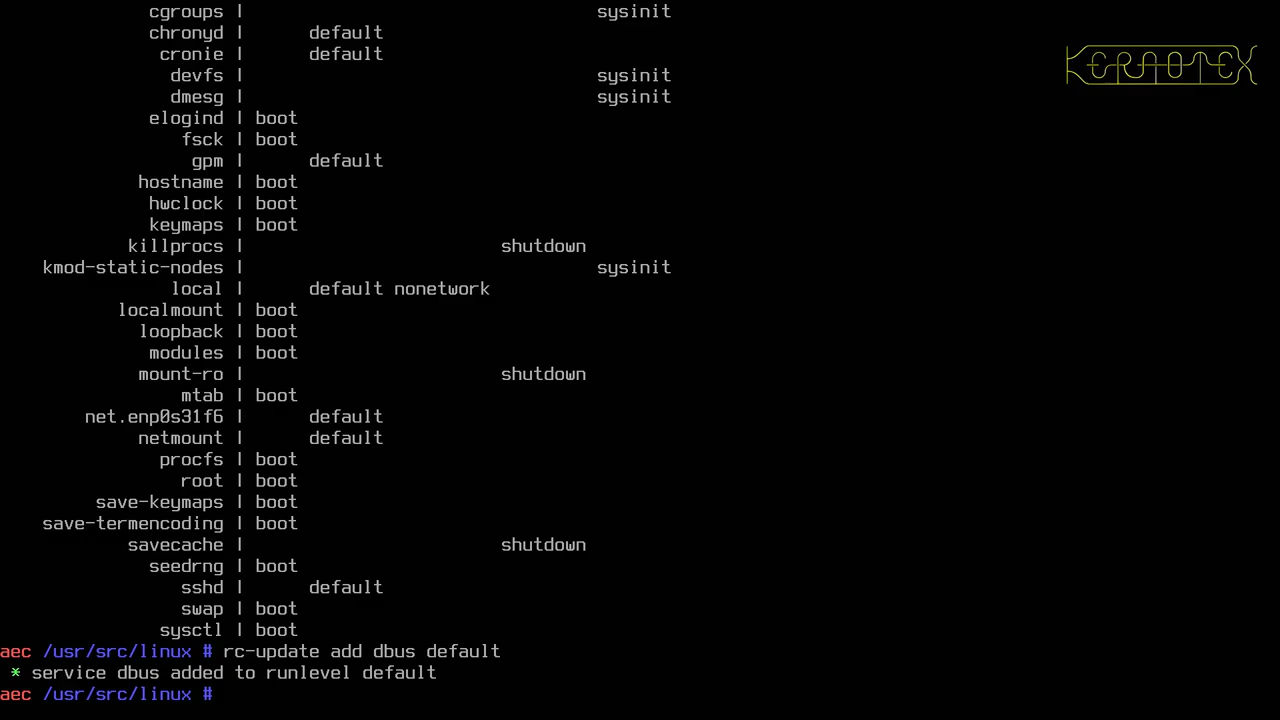 cgroups |                                 sysinit
chronyd |      default
cronie |      default
devfs |                                 sysinit
dmesg |                                 sysinit
elogind | boot
fsck | boot
gpm |      default
hostname | boot
hwclock | boot
keymaps | boot
killprocs |                        shutdown
kmod-static-nodes |                                 sysinit
local |      default nonetwork
localmount | boot
loopback | boot
modules | boot
mount-ro |                        shutdown
mtab | boot
net.enp0s31f6 |      default
netmount |      default
procfs | boot
root | boot
save-keymaps | boot
save-termencoding | boot
savecache |                        shutdown
seedrng | boot
sshd |      default
swap | boot
sysctl | boot
aec /usr/src/linux # rc-update add dbus default
* service dbus added to runlevel default
aec /usr/src/linux #